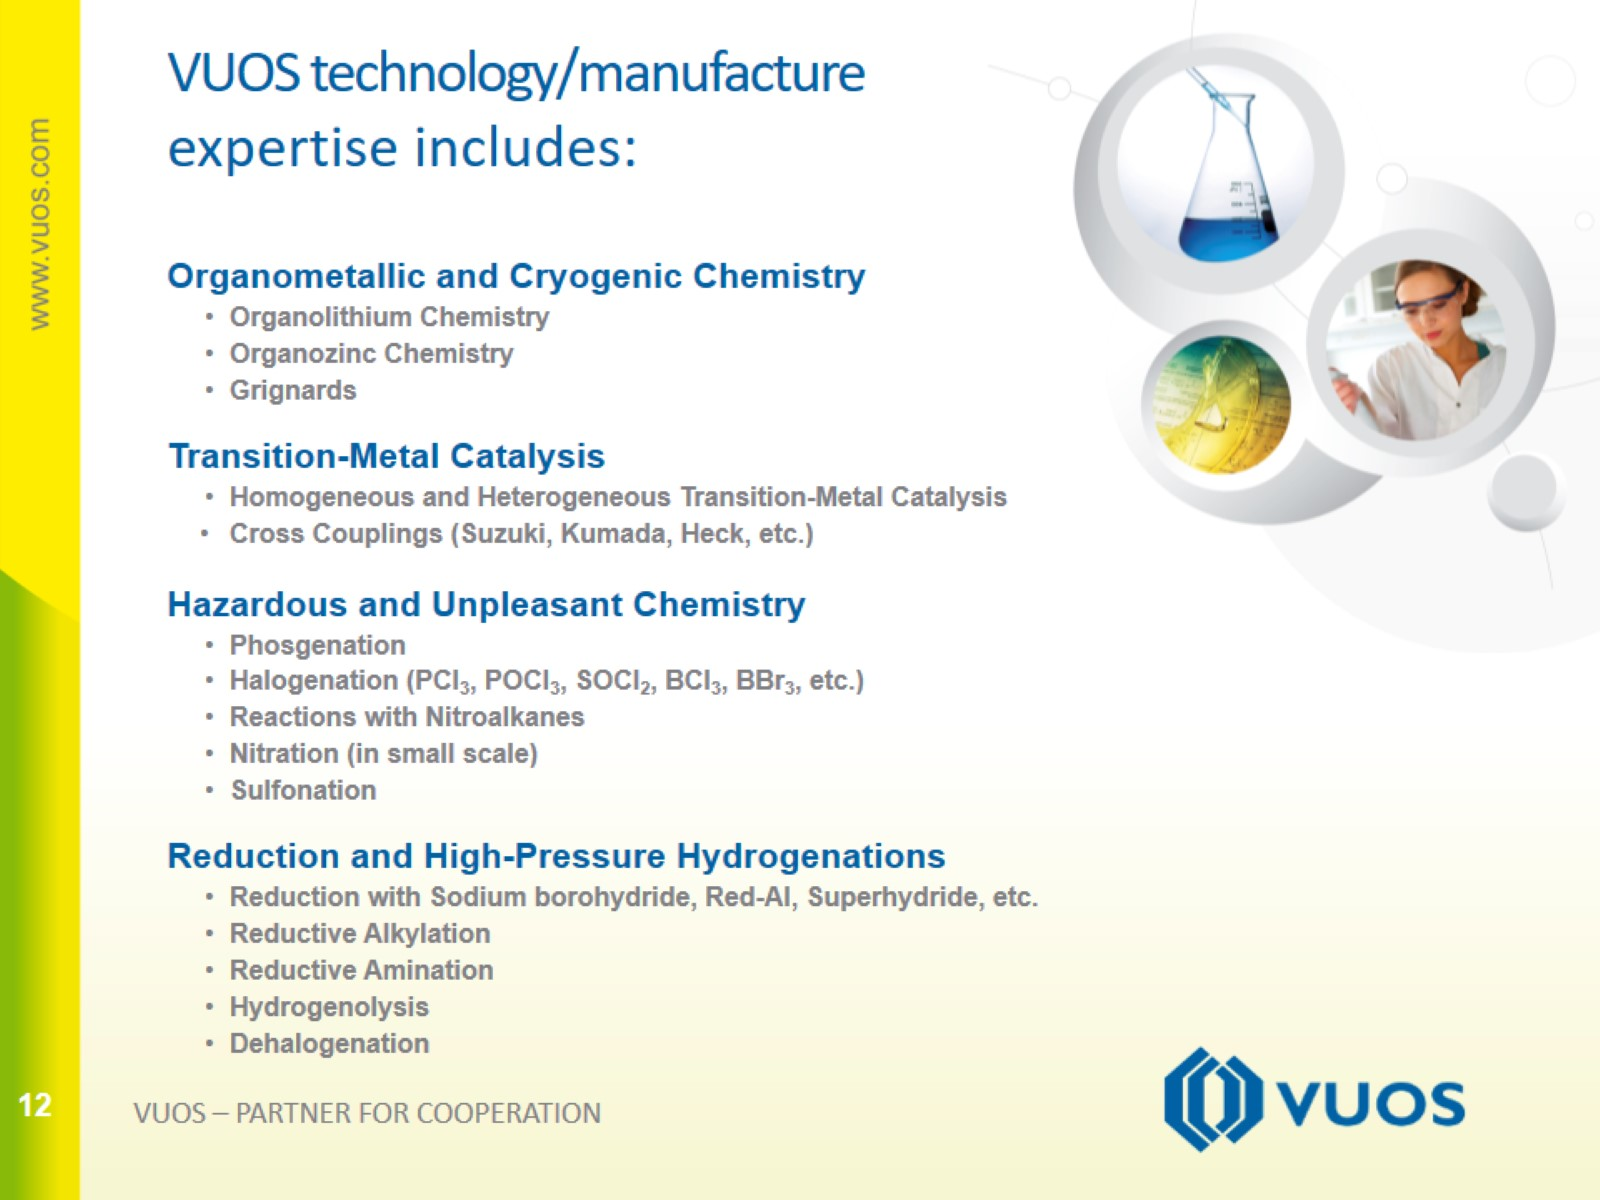 www.vuos.com
VUOS technology/manufacture
expertise includes:
Organometallic and Cryogenic Chemistry
• Organolithium Chemistry
• Organozinc Chemistry
• Grignards
Transition-Metal Catalysis
• Homogeneous and Heterogeneous Transition-Metal Catalysis
• Cross Couplings (Suzuki, Kumada, Heck, etc.)
Hazardous and Unpleasant Chemistry
• Phosgenation
• Halogenation (PCl₃, POCl₃, SOCl₂, BCl₃, BBr₃, etc.)
• Reactions with Nitroalkanes
• Nitration (in small scale)
• Sulfonation
Reduction and High-Pressure Hydrogenations
• Reduction with Sodium borohydride, Red-Al, Superhydride, etc.
• Reductive Alkylation
• Reductive Amination
• Hydrogenolysis
• Dehalogenation
12
VUOS – PARTNER FOR COOPERATION
VUOS